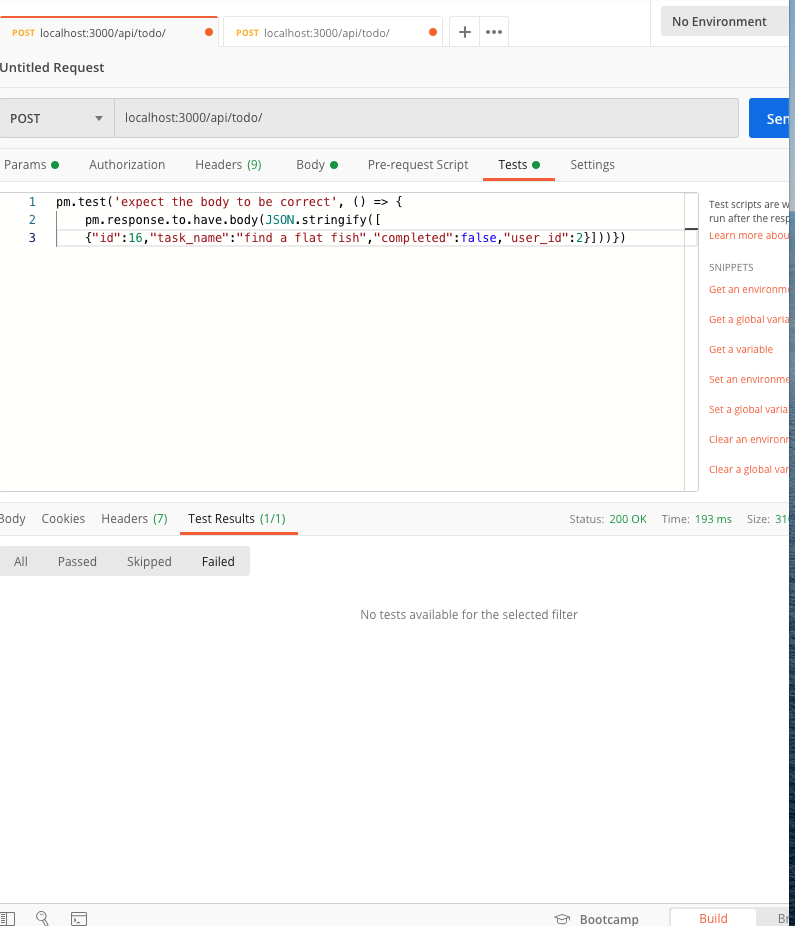 POST localhost:3000/api/todo/
POST localhost:3000/api/todo/
No Environment
Untitled Request
POST
localhost:3000/api/todo/
Params
Authorization
Headers (9)
Body
Pre-request Script
Tests
Settings
1 pm.test('expect the body to be correct', () => {
2 pm.response.to.have.body(JSON.stringify([
3 {"id":16,"task_name":"find a flat fish","completed":false,"user_id":2}]))})
Test scripts are w
run after the resp
Learn more abou
SNIPPETS
Get an environme
Get a global varia
Get a variable
Set an environme
Set a global varia
Clear an environ
Clear a global var
Body
Cookies
Headers (7)
Test Results (1/1)
Status: 200 OK
Time: 193 ms
Size: 31
All
Passed
Skipped
Failed
No tests available for the selected filter
Bootcamp
Build